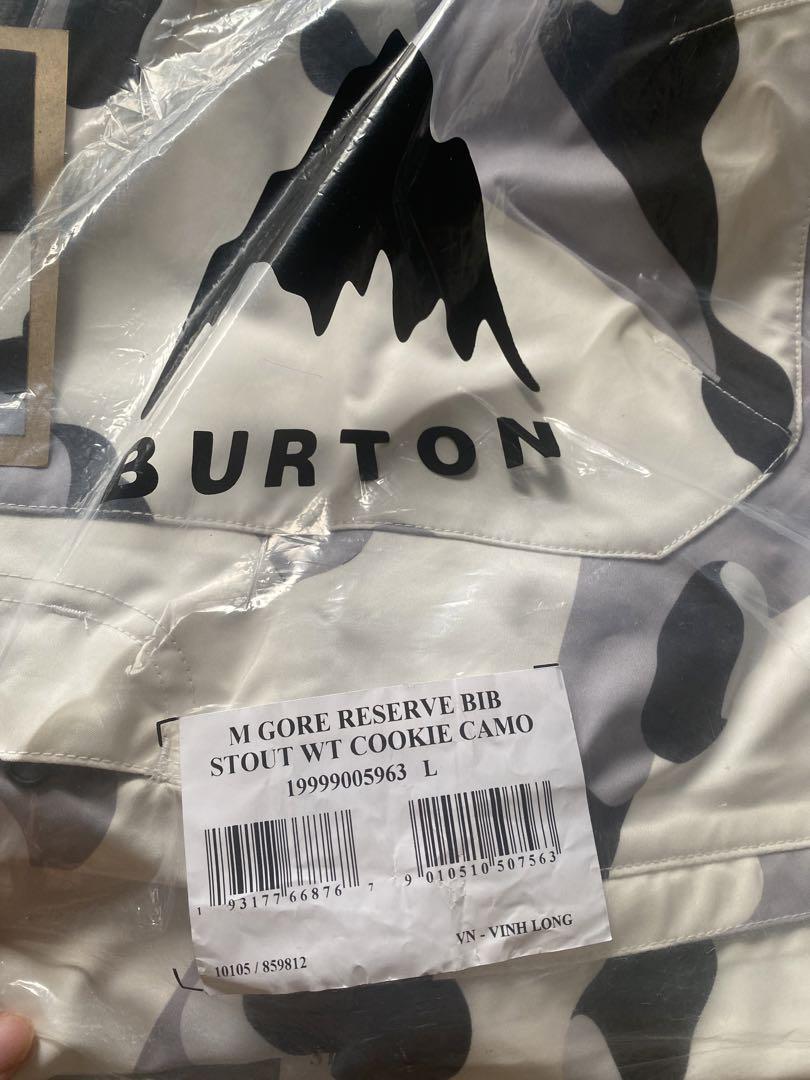 BURTON
M GORE RESERVE BIB
STOUT WT COOKIE CAMO
19999005963 L
1 93177 66876 7
9 010510 507563
VN - VINH LONG
10105 / 859812